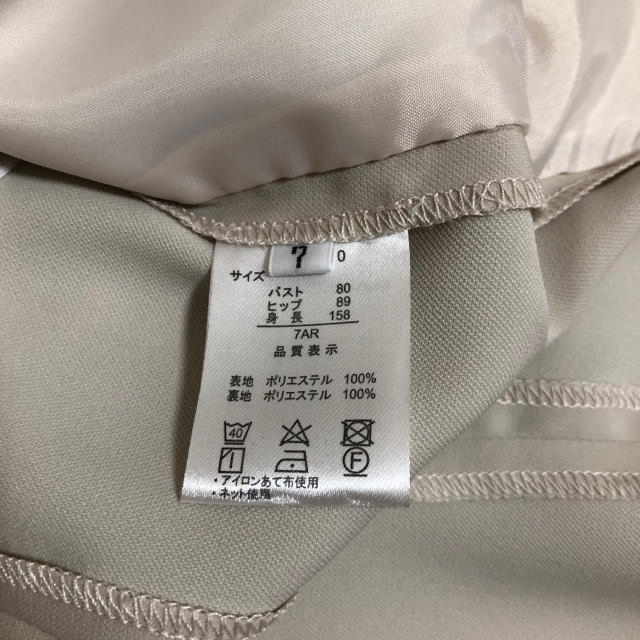 7 0
サイズ
バスト 80
ヒップ 89
身長 158
7AR
品質表示
表地 ポリエステル 100%
裏地 ポリエステル 100%
40
F
・アイロンあて布使用
・ネット使用